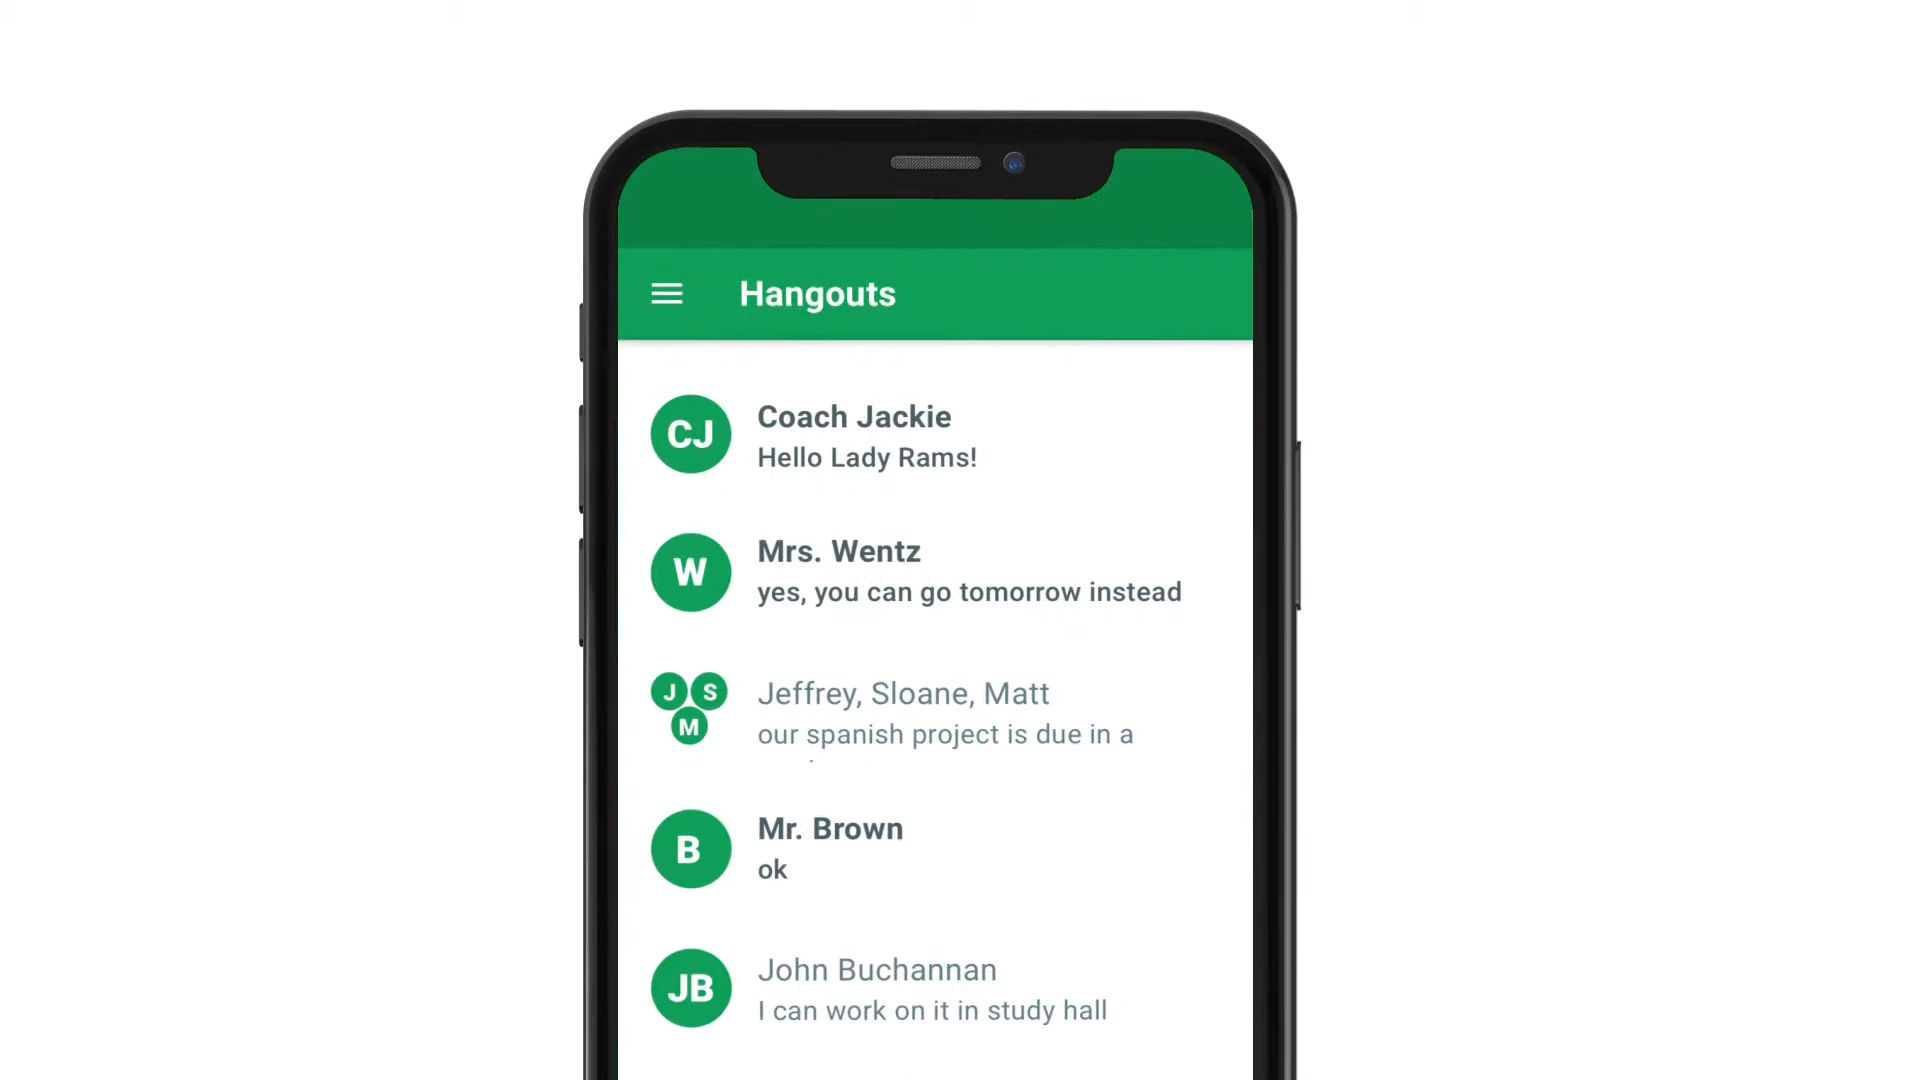 Hangouts
CJ
Coach Jackie
Hello Lady Rams!
W
Mrs. Wentz
yes, you can go tomorrow instead
J S
M
Jeffrey, Sloane, Matt
our spanish project is due in a
B
Mr. Brown
ok
JB
John Buchannan
I can work on it in study hall